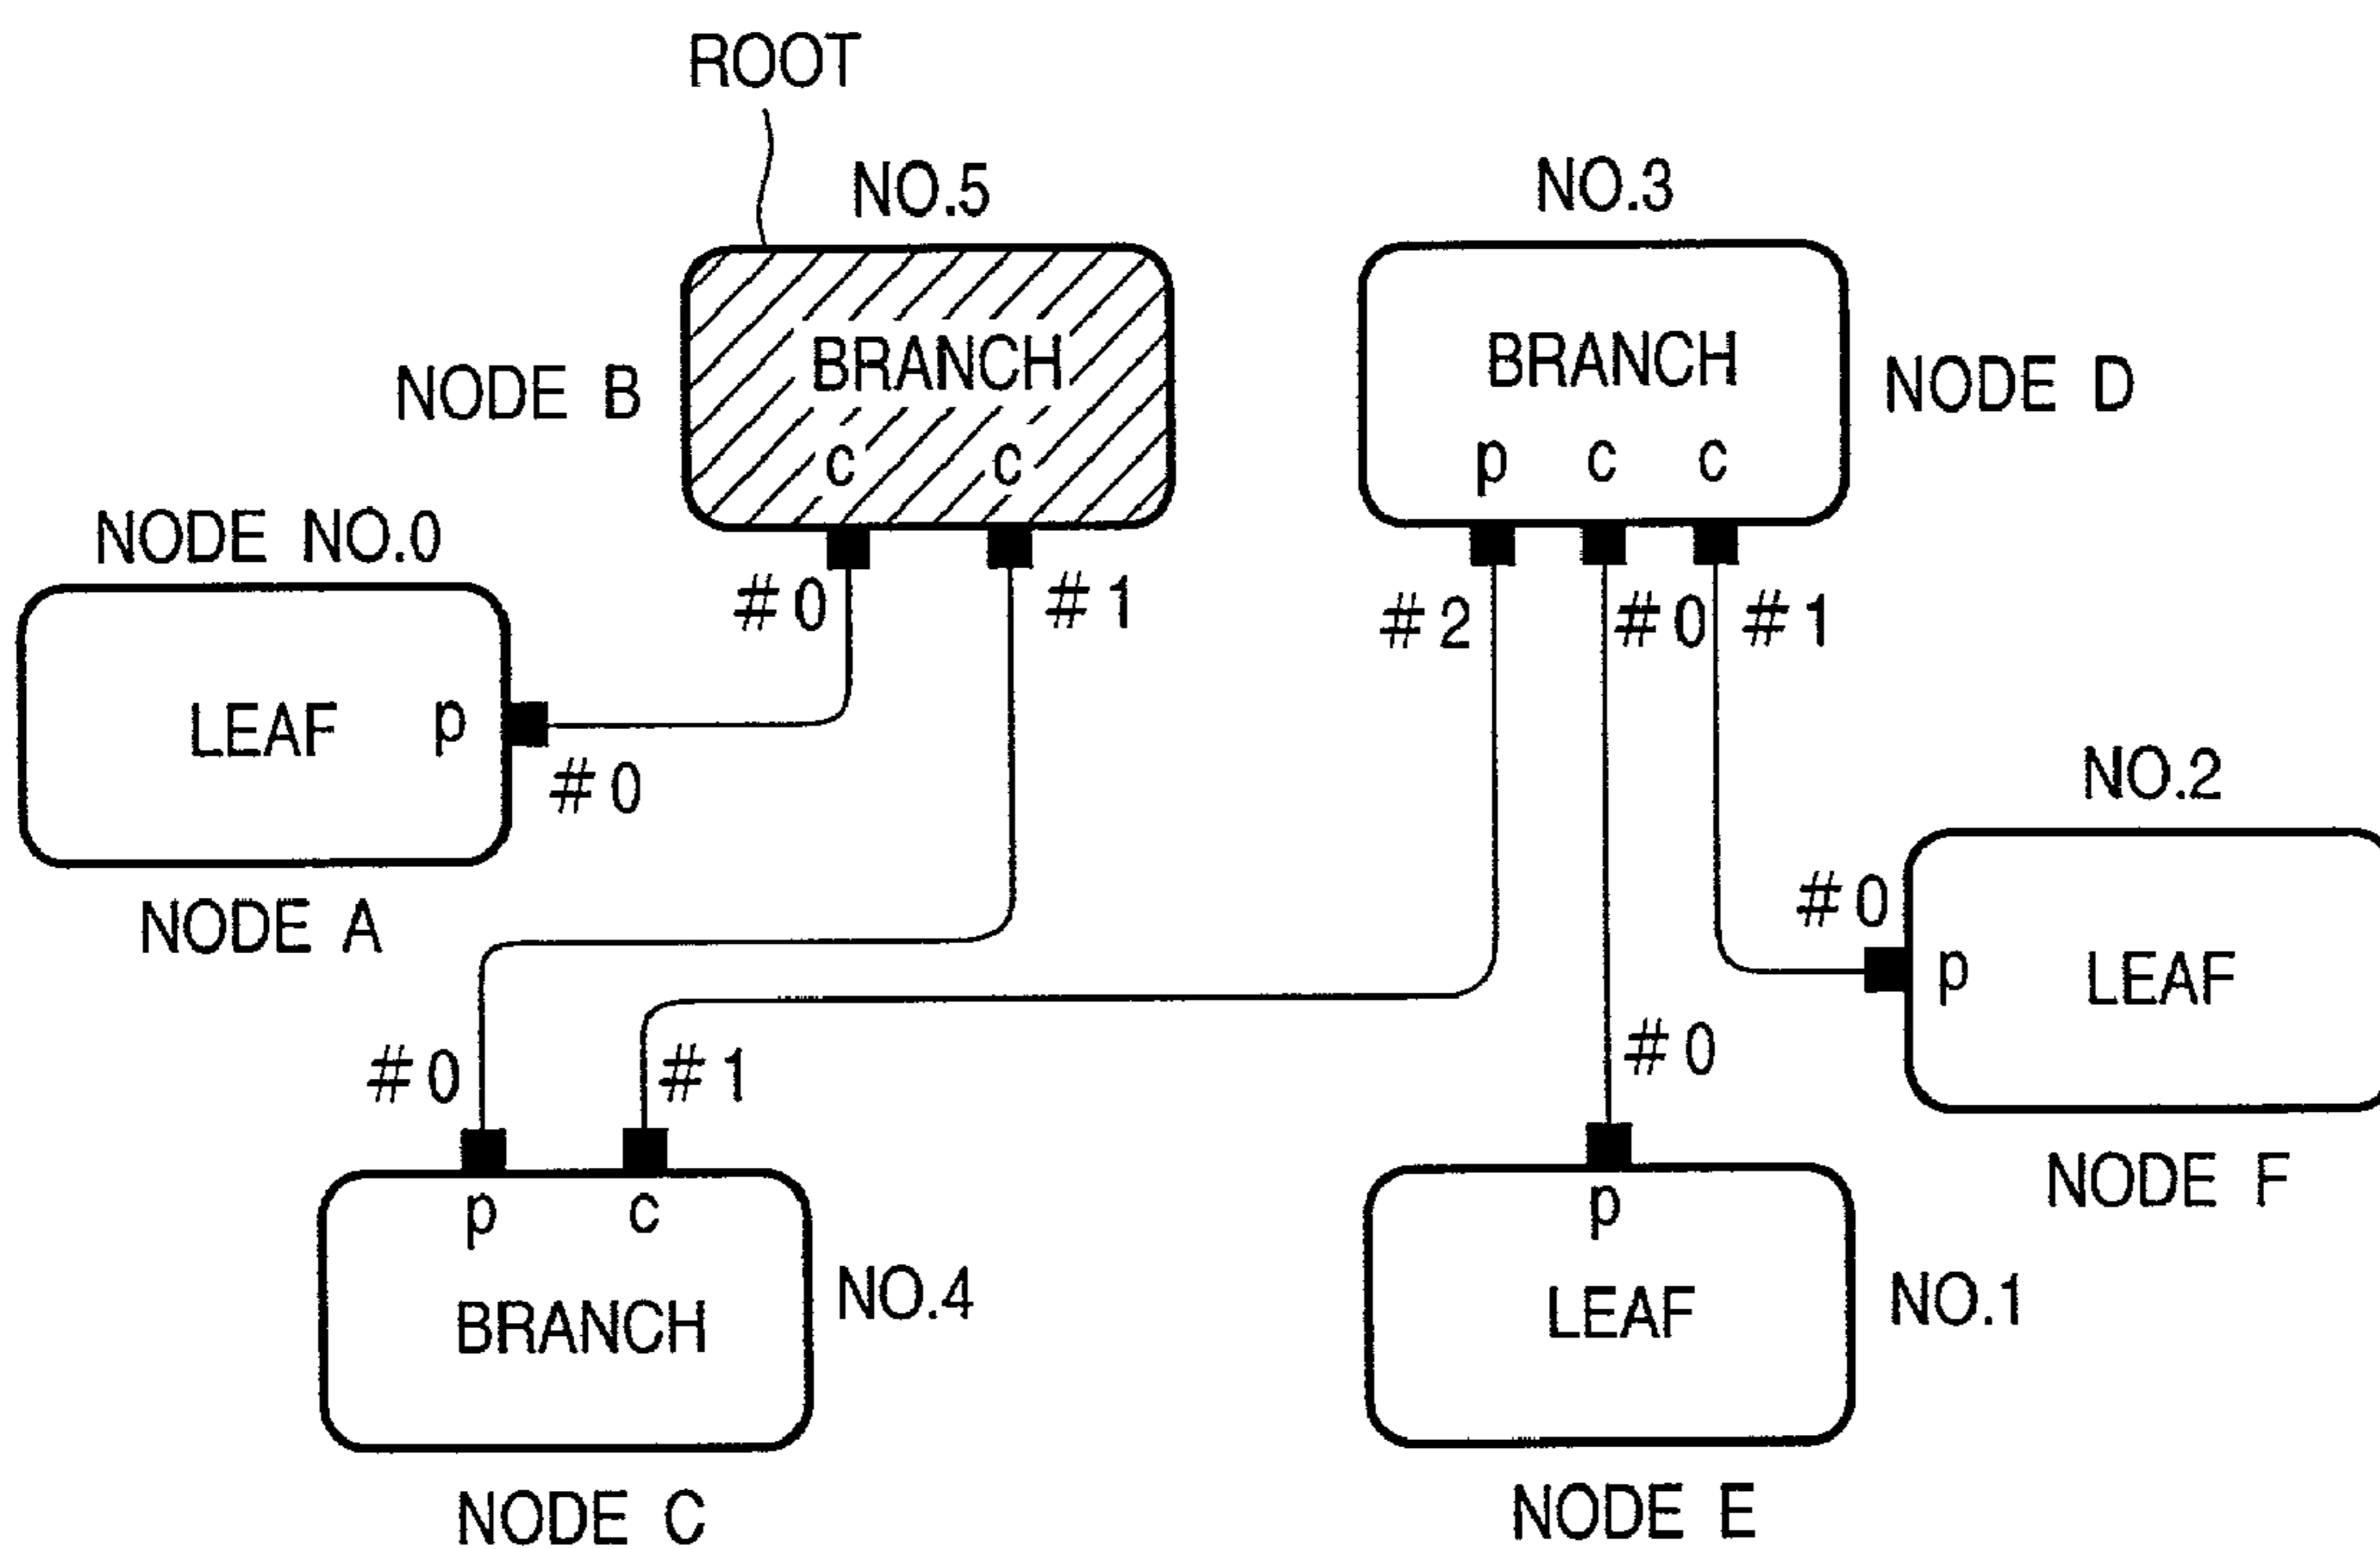 ROOT
NO.5
NO.3
BRANCH
c c
NODE B
BRANCH
p c c
NODE D
NODE NO.0
#0
#1
#2
#0
#1
LEAF p
#0
NODE A
NO.2
#0
p LEAF
NODE F
#0
#1
p c
BRANCH
NO.4
NODE C
#0
p
LEAF
NO.1
NODE E